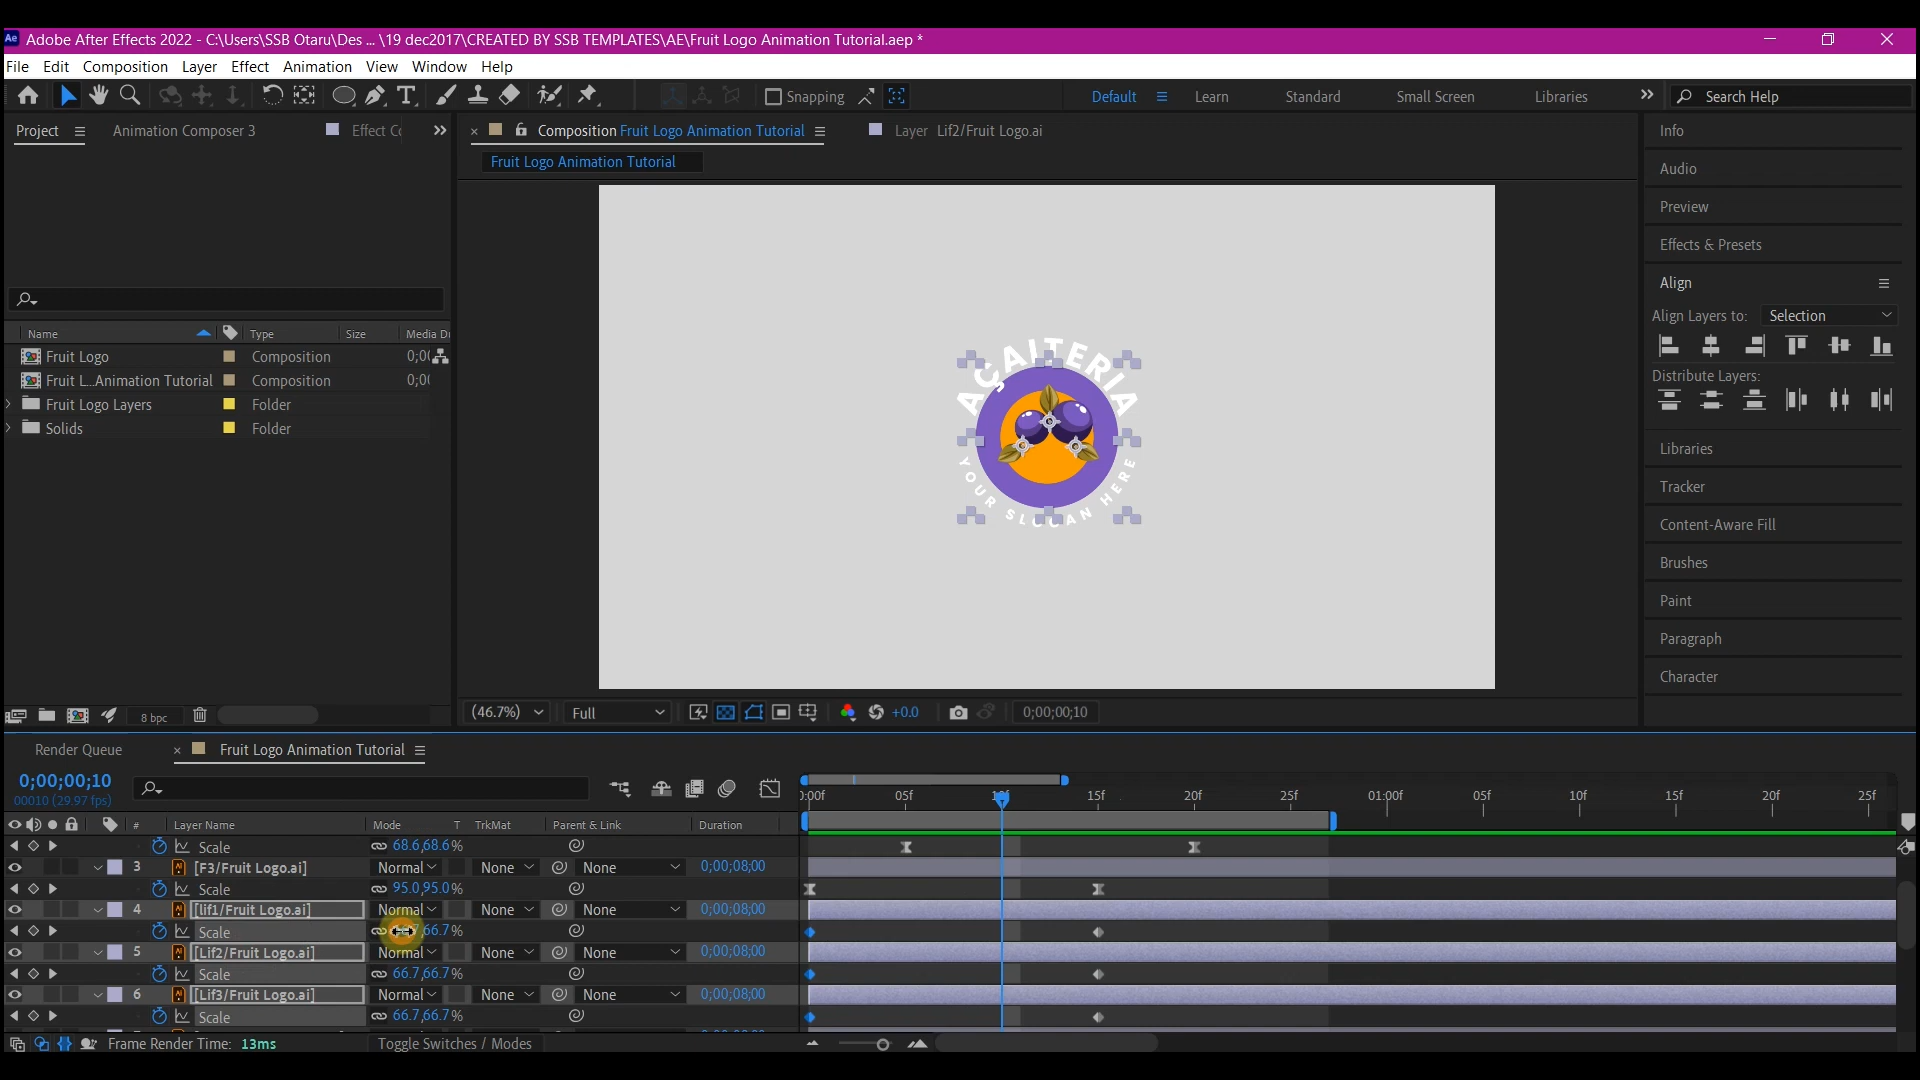 Ae Adobe After Effects 2022 - C:\Users\SSB Otaru\Des ... \19 dec2017\CREATED BY SSB TEMPLATES\AE\Fruit Logo Animation Tutorial.aep *
File Edit Composition Layer Effect Animation View Window Help
Snapping Default Learn Standard Small Screen Libraries Search Help
Project Animation Composer 3 Effect Co Composition Fruit Logo Animation Tutorial Layer Lif2/Fruit Logo.ai Info
Fruit Logo Animation Tutorial
Audio
Preview
Effects & Presets
Align
Align Layers to: Selection
Distribute Layers:
Libraries
Tracker
Content-Aware Fill
Brushes
Paint
Paragraph
Character
Name Type Size Media D
Fruit Logo Composition 0;0
Fruit L...Animation Tutorial Composition 0;0
Fruit Logo Layers Folder
Solids Folder
AÇAITERIA
YOUR SLOGAN HERE
8 bpc (46.7%) Full +0.0 0;00;00;10
Render Queue Fruit Logo Animation Tutorial
0;00;00;10
00010 (29.97 fps)
0:00f 05f 10f 15f 20f 25f 01:00f 05f 10f 15f 20f 25f
# Layer Name Mode T TrkMat Parent & Link Duration
Scale 68.6,68.6%
3 [F3/Fruit Logo.ai] Normal None None 0;00;08;00
Scale 95.0,95.0%
4 [lif1/Fruit Logo.ai] Normal None None 0;00;08;00
Scale 66.7%
5 [Lif2/Fruit Logo.ai] Normal None None 0;00;08;00
Scale 66.7,66.7%
6 [Lif3/Fruit Logo.ai] Normal None None 0;00;08;00
Scale 66.7,66.7%
Frame Render Time: 13ms Toggle Switches / Modes